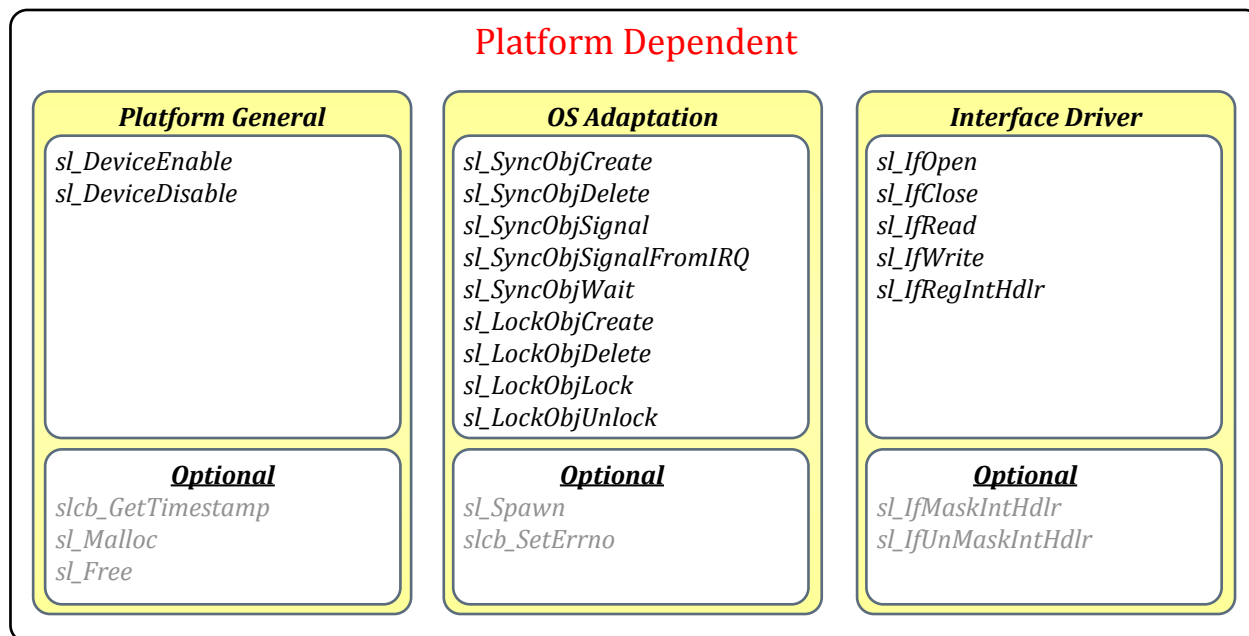 Platform Dependent
Platform General
sl_DeviceEnable
sl_DeviceDisable
Optional
slcb_GetTimestamp
sl_Malloc
sl_Free
OS Adaptation
sl_SyncObjCreate
sl_SyncObjDelete
sl_SyncObjSignal
sl_SyncObjSignalFromIRQ
sl_SyncObjWait
sl_LockObjCreate
sl_LockObjDelete
sl_LockObjLock
sl_LockObjUnlock
Optional
sl_Spawn
slcb_SetErrno
Interface Driver
sl_IfOpen
sl_IfClose
sl_IfRead
sl_IfWrite
sl_IfRegIntHdlr
Optional
sl_IfMaskIntHdlr
sl_IfUnMaskIntHdlr